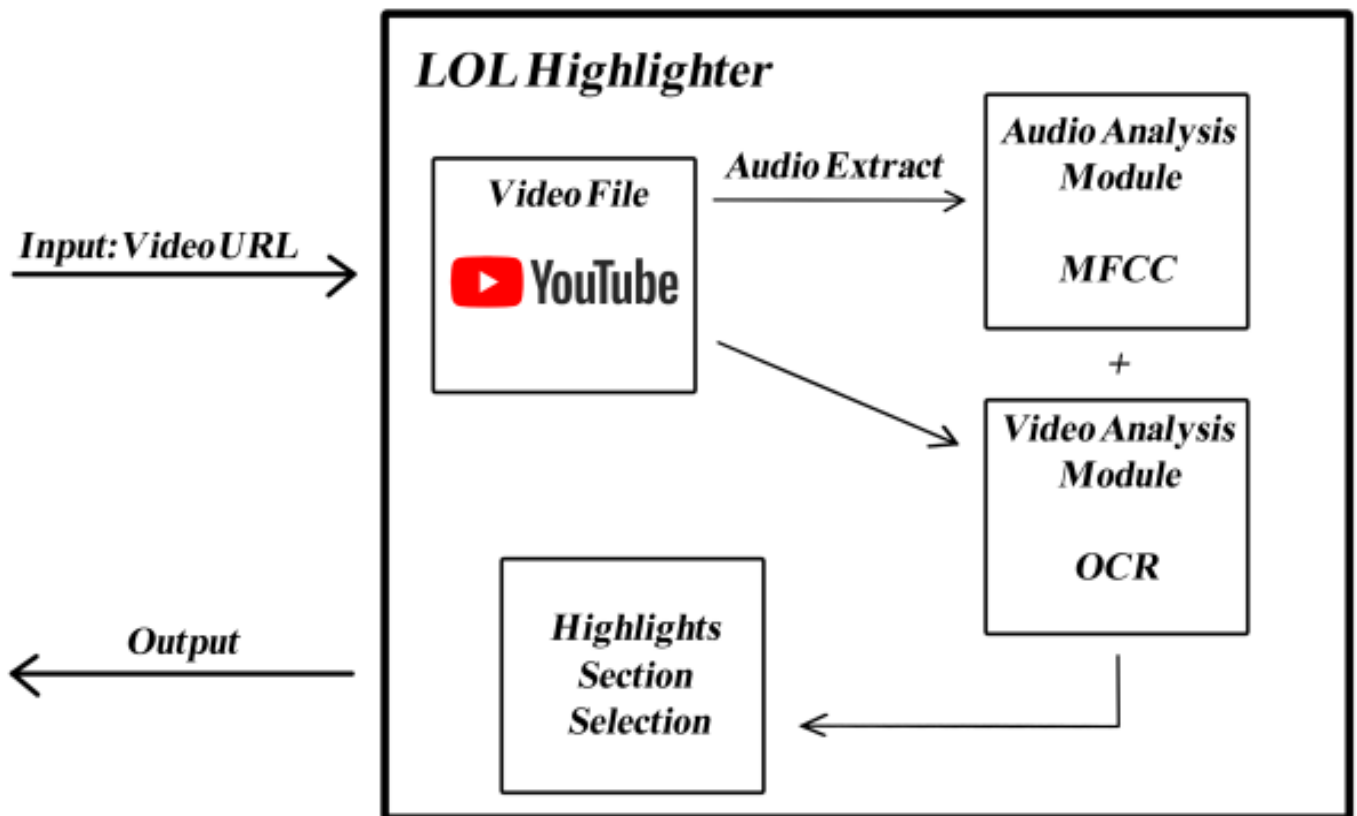 LOL Highlighter
Input: Video URL
Video File
YouTube
Audio Extract
Audio Analysis
Module
MFCC
+
Video Analysis
Module
OCR
Highlights
Section
Selection
Output